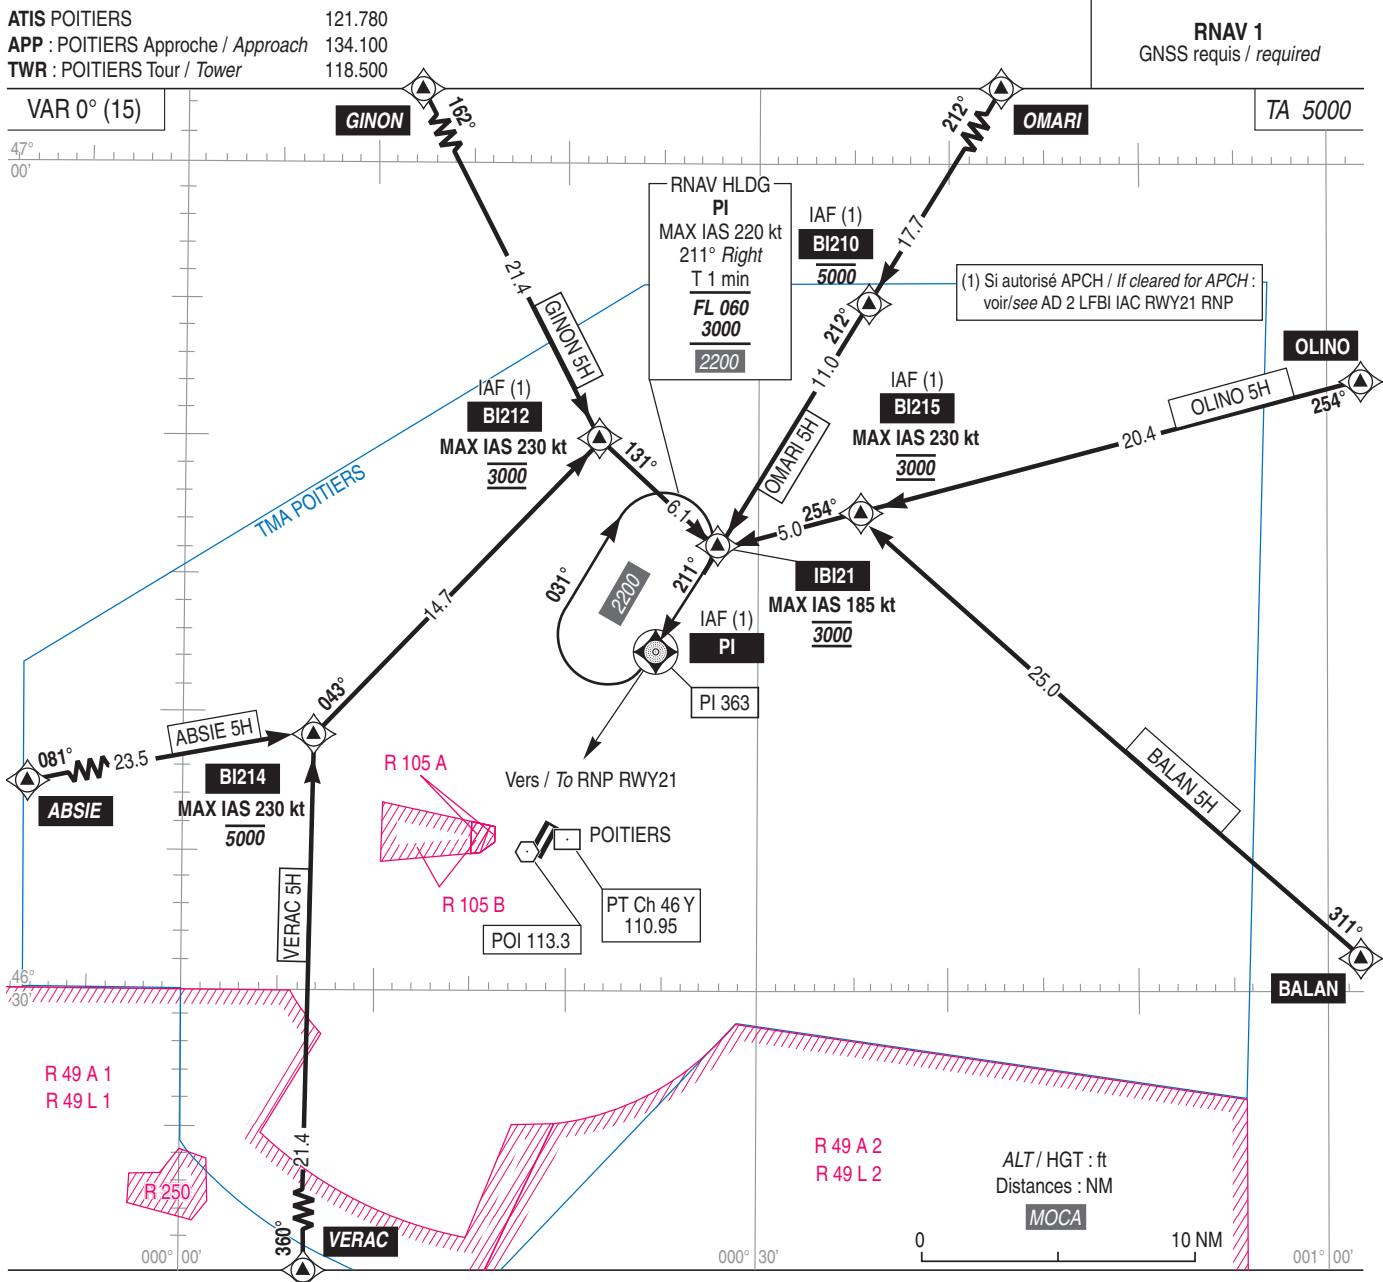 ATIS POITIERS 121.780
APP : POITIERS Approche / Approach 134.100
TWR : POITIERS Tour / Tower 118.500
RNAV 1
GNSS requis / required
VAR 0° (15)
TA 5000
GINON
162°
212°
OMARI
47°
00'
RNAV HLDG
PI
MAX IAS 220 kt
211° Right
T 1 min
FL 060
3000
2200
IAF (1)
BI210
5000
17.7
21.4
(1) Si autorisé APCH / If cleared for APCH :
voir/see AD 2 LFBI IAC RWY21 RNP
GINON 5H
212°
11.0
OLINO
IAF (1)
BI212
MAX IAS 230 kt
3000
IAF (1)
BI215
MAX IAS 230 kt
3000
OLINO 5H
254°
20.4
131°
OMARI 5H
TMA POITIERS
6.1
5.0
254°
031°
2200
211°
IBI21
MAX IAS 185 kt
3000
14.7
IAF (1)
PI
PI 363
25.0
043°
ABSIE 5H
081°
23.5
ABSIE
BI214
MAX IAS 230 kt
5000
R 105 A
Vers / To RNP RWY21
BALAN 5H
POITIERS
R 105 B
PT Ch 46 Y
110.95
POI 113.3
VERAC 5H
311°
BALAN
46°
30'
R 49 A 1
R 49 L 1
21.4
R 49 A 2
R 49 L 2
ALT / HGT : ft
Distances : NM
MOCA
R 250
360°
VERAC
0 10 NM
000° 00'
000° 30'
001° 00'